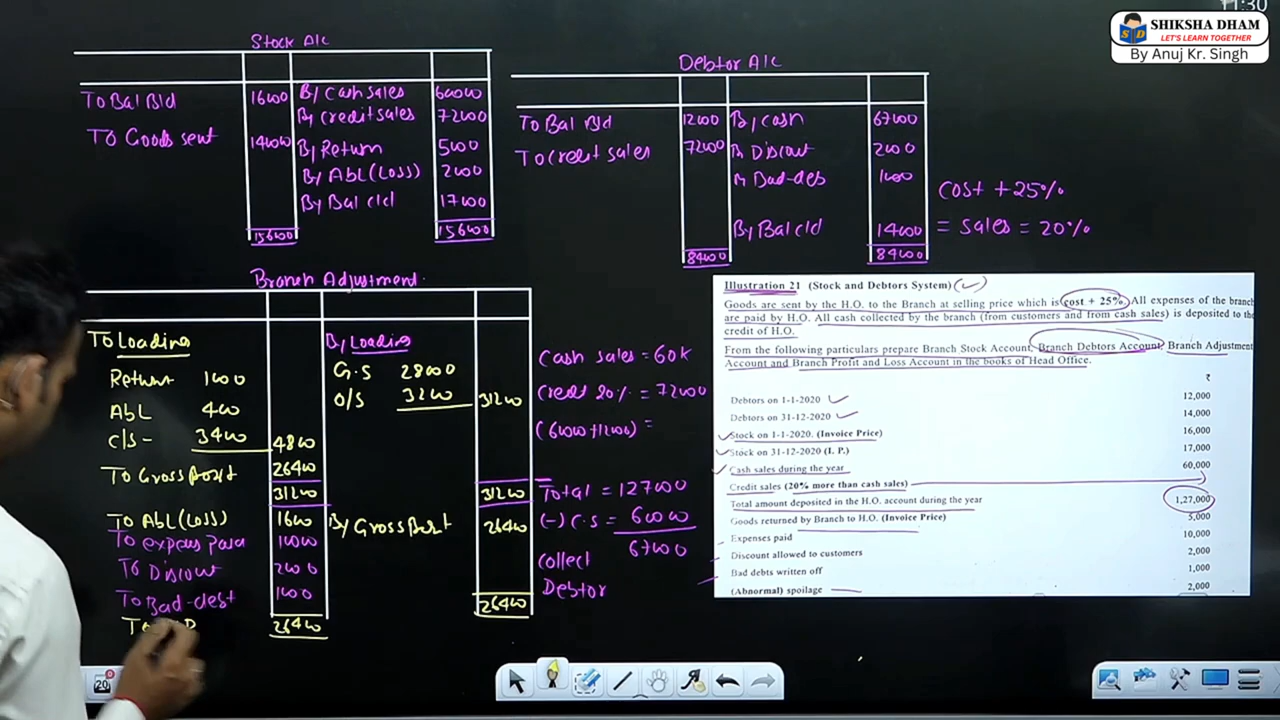 11:30
SHIKSHA DHAM
LET'S LEARN TOGETHER
By Anuj Kr. Singh
Stock A/c
To Bal B/d 16000 By Cash sales 60000
By credit sales 72000
To Goods sent 140000 By Return 5000
By AbL (Loss) 2000
By Bal c/d 17000
156000 156000
Debtor A/c
To Bal B/d 12000 By cash 67000
To credit sales 72000 By Discout 2000
By Bad-deb 1000
By Bal c/d 14000
84000 84000
cost + 25%
= sales = 20%
Branch Adjustment
To Loading By Loading
Return 1000 G.S 28000
AbL 400 O/S 3200 31200
C/S - 3400 4800
To Gross profit 26400
31200 31200
To AbL (Loss) 1600 By Gross profit 26400
To expens paid 10000
To Discout 2000
To Bad-debt 1000
26400 26400
Cash sales = 60k
Credit 20% = 72000
(60000+12000) =
Total = 127000
(-) C.S = 60000
67000
collect
Debtor
Illustration 21 (Stock and Debtors System)
Goods are sent by the H.O. to the Branch at selling price which is cost + 25%. All expenses of the branch
are paid by H.O. All cash collected by the branch (from customers and from cash sales) is deposited to the
credit of H.O.
From the following particulars prepare Branch Stock Account, Branch Debtors Account, Branch Adjustment
Account and Branch Profit and Loss Account in the books of Head Office.
₹
Debtors on 1-1-2020 12,000
Debtors on 31-12-2020 14,000
Stock on 1-1-2020. (Invoice Price) 16,000
Stock on 31-12-2020 (I. P.) 17,000
Cash sales during the year 60,000
Credit sales (20% more than cash sales)
Total amount deposited in the H.O. account during the year 1,27,000
Goods returned by Branch to H.O. (Invoice Price) 5,000
Expenses paid 10,000
Discount allowed to customers 2,000
Bad debts written off 1,000
(Abnormal) spoilage 2,000